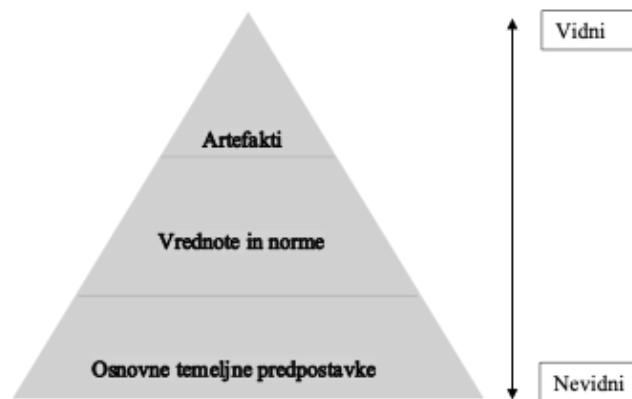 Vidni
Artefakti
Vrednote in norme
Osnovne temeljne predpostavke
Nevidni